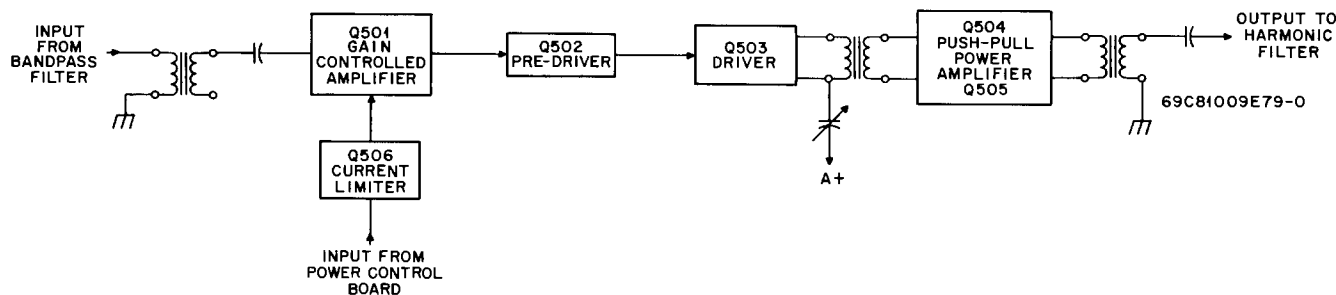 INPUT
FROM
BANDPASS
FILTER
Q501
GAIN
CONTROLLED
AMPLIFIER
Q506
CURRENT
LIMITER
INPUT FROM
POWER CONTROL
BOARD
Q502
PRE-DRIVER
Q503
DRIVER
A+
Q504
PUSH-PULL
POWER
AMPLIFIER
Q505
OUTPUT TO
HARMONIC
FILTER
69C81009E79-0